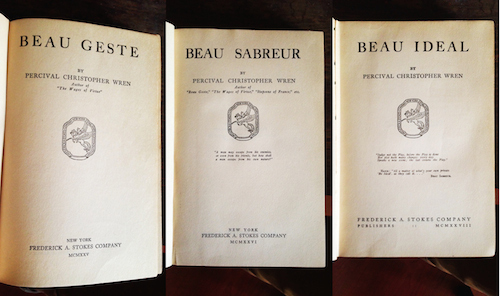 BEAU GESTE
BY
PERCIVAL CHRISTOPHER WREN
Author of
"The Wages of Virtue"
NEW YORK
FREDERICK A. STOKES COMPANY
MCMXXV
BEAU SABREUR
BY
PERCIVAL CHRISTOPHER WREN
Author of
"Beau Geste," "The Wages of Virtue," "Stepsons of France," etc.
NEW YORK
FREDERICK A. STOKES COMPANY
MCMXXVI
BEAU IDEAL
BY
PERCIVAL CHRISTOPHER WREN
FREDERICK A. STOKES COMPANY
PUBLISHERS :: MCMXXVIII